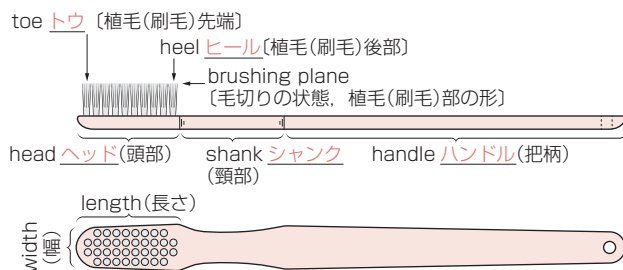 toe トウ〔植毛(刷毛)先端〕
heel ヒール〔植毛(刷毛)後部〕
brushing plane
〔毛切りの状態，植毛(刷毛)部の形〕
head ヘッド(頭部)
shank シャンク
(頸部)
handle ハンドル(把柄)
length(長さ)
width
(幅)